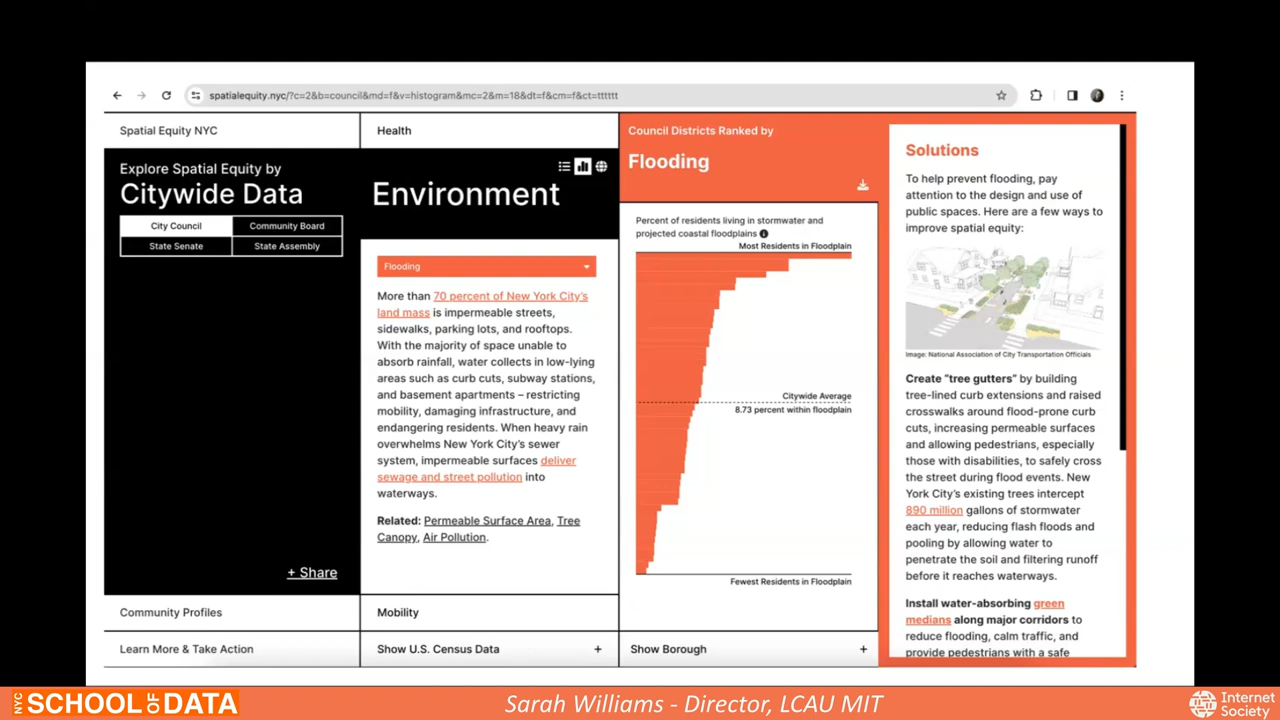 spatialequity.nyc/?c=2&b=council&md=f&v=histogram&mc=2&m=18&dt=f&cm=f&ct=tttttt
Spatial Equity NYC
Explore Spatial Equity by
Citywide Data
City Council
Community Board
State Senate
State Assembly
+ Share
Community Profiles
Learn More & Take Action
Health
Environment
Flooding
More than 70 percent of New York City's
land mass is impermeable streets,
sidewalks, parking lots, and rooftops.
With the majority of space unable to
absorb rainfall, water collects in low-lying
areas such as curb cuts, subway stations,
and basement apartments – restricting
mobility, damaging infrastructure, and
endangering residents. When heavy rain
overwhelms New York City's sewer
system, impermeable surfaces deliver
sewage and street pollution into
waterways.
Related: Permeable Surface Area, Tree
Canopy, Air Pollution.
Mobility
Show U.S. Census Data +
Council Districts Ranked by
Flooding
Percent of residents living in stormwater and
projected coastal floodplains
Most Residents in Floodplain
Citywide Average
8.73 percent within floodplain
Fewest Residents in Floodplain
Show Borough +
Solutions
To help prevent flooding, pay
attention to the design and use of
public spaces. Here are a few ways to
improve spatial equity:
Image: National Association of City Transportation Officials
Create "tree gutters" by building
tree-lined curb extensions and raised
crosswalks around flood-prone curb
cuts, increasing permeable surfaces
and allowing pedestrians, especially
those with disabilities, to safely cross
the street during flood events. New
York City's existing trees intercept
890 million gallons of stormwater
each year, reducing flash floods and
pooling by allowing water to
penetrate the soil and filtering runoff
before it reaches waterways.
Install water-absorbing green
medians along major corridors to
reduce flooding, calm traffic, and
provide pedestrians with a safe
NYC SCHOOL OF DATA
Sarah Williams - Director, LCAU MIT
Internet
Society